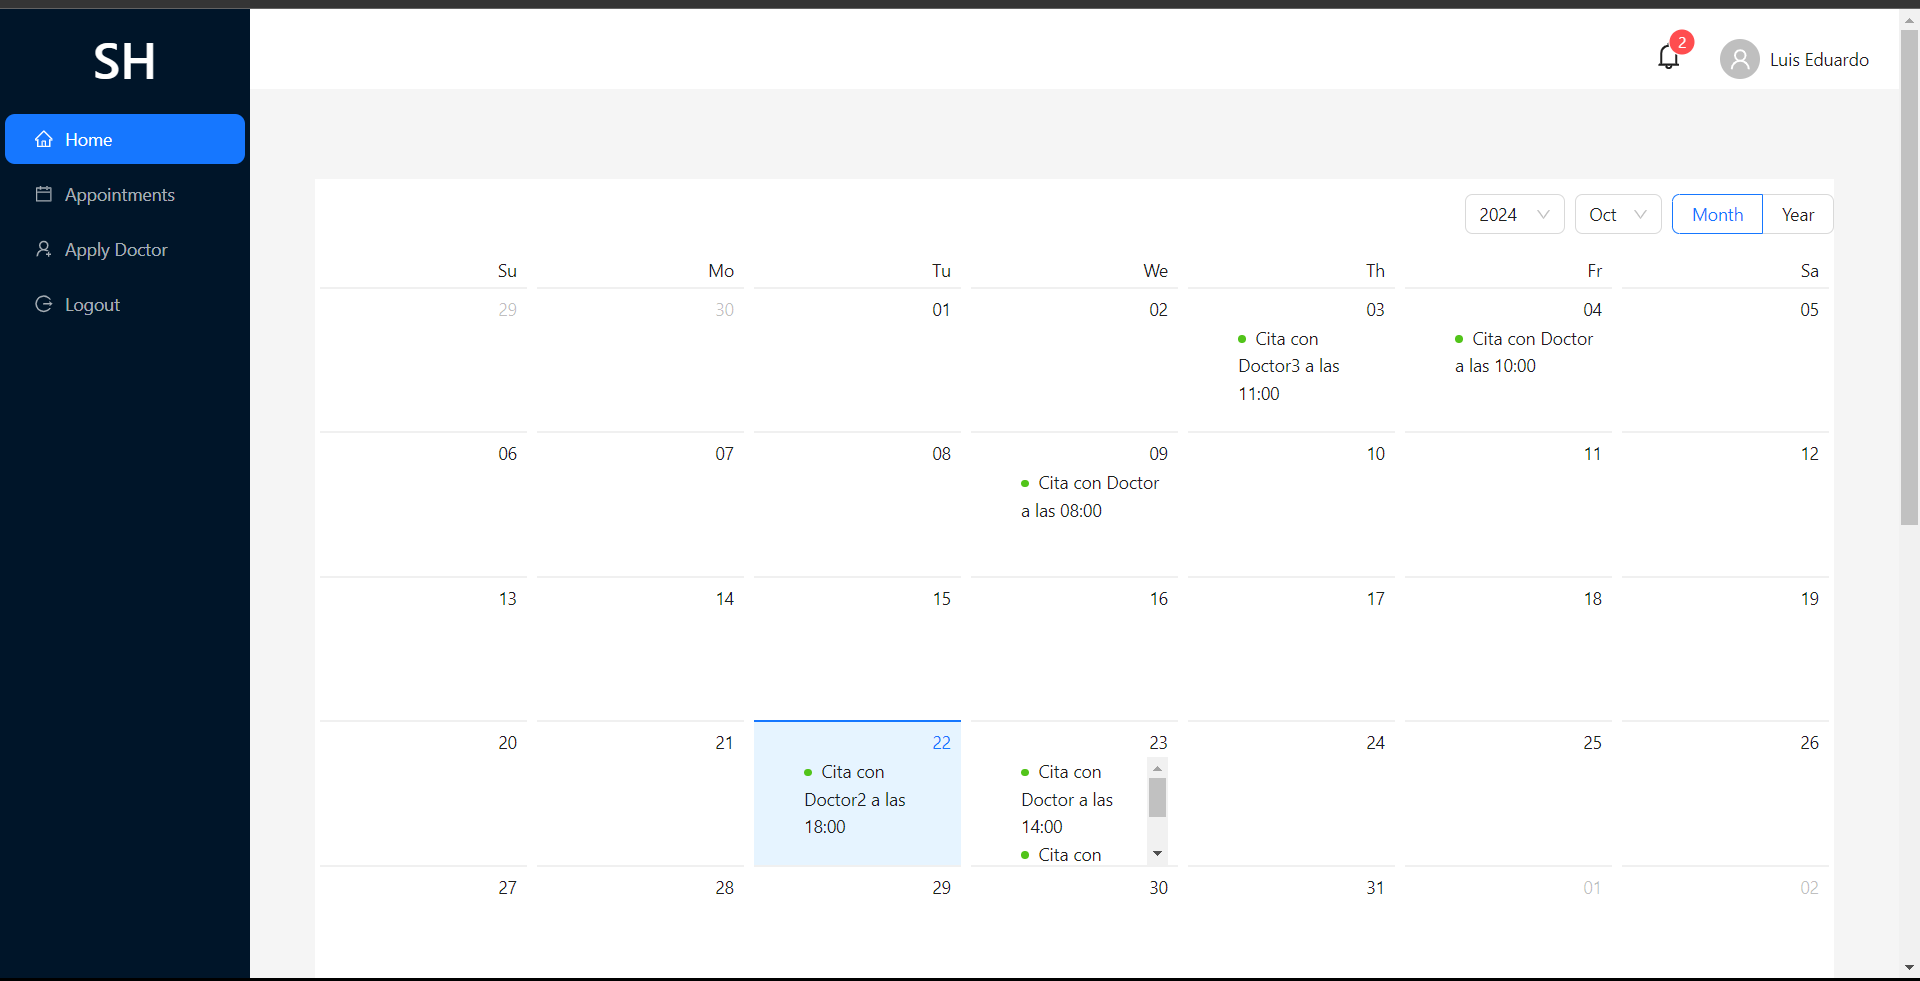 SH
2
Luis Eduardo
Home
Appointments
Apply Doctor
Logout
2024 Oct Month Year
Su Mo Tu We Th Fr Sa
29 30 01 02 03 04 05
Cita con
Doctor3 a las
11:00
Cita con Doctor
a las 10:00
06 07 08 09 10 11 12
Cita con Doctor
a las 08:00
13 14 15 16 17 18 19
20 21 22 23 24 25 26
Cita con
Doctor2 a las
18:00
Cita con
Doctor a las
14:00
Cita con
27 28 29 30 31 01 02